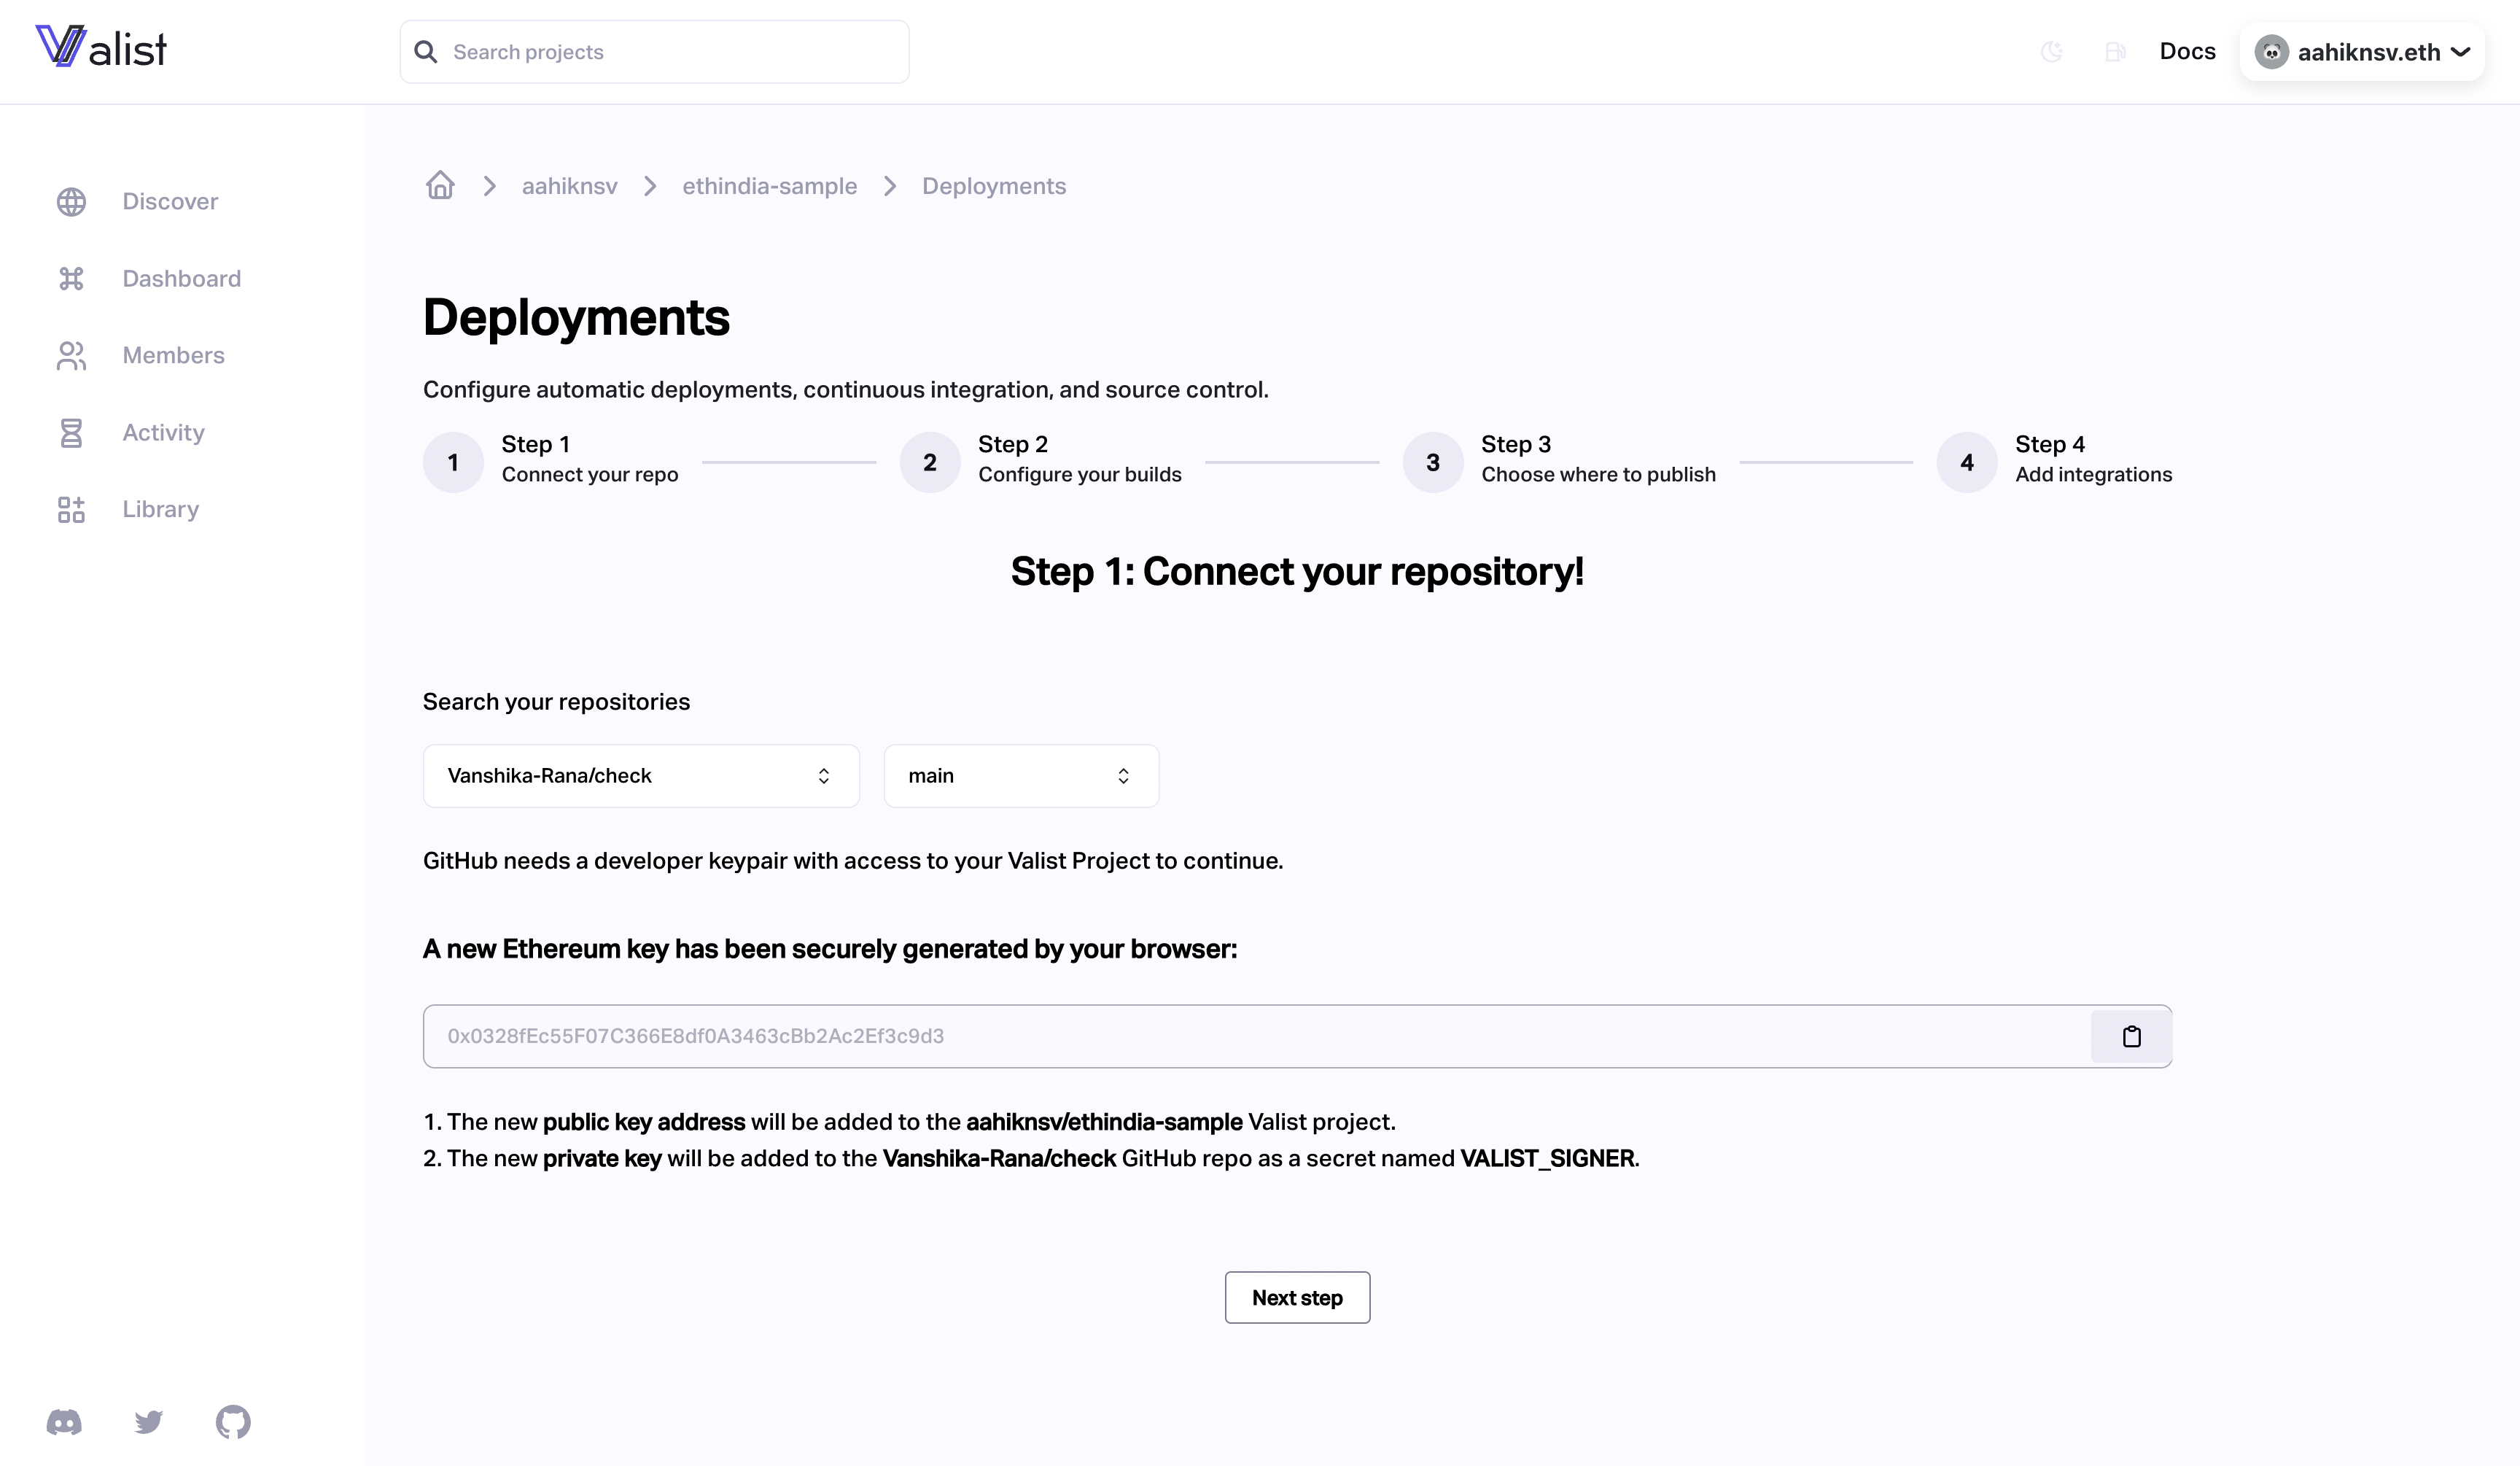 Valist
Search projects
Docs
aahiknsv.eth
Discover
Dashboard
Members
Activity
Library
aahiknsv
ethindia-sample
Deployments
Deployments
Configure automatic deployments, continuous integration, and source control.
1
Step 1
Connect your repo
2
Step 2
Configure your builds
3
Step 3
Choose where to publish
4
Step 4
Add integrations
Step 1: Connect your repository!
Search your repositories
Vanshika-Rana/check
main
GitHub needs a developer keypair with access to your Valist Project to continue.
A new Ethereum key has been securely generated by your browser:
0x0328fEc55F07C366E8df0A3463cBb2Ac2Ef3c9d3
1. The new public key address will be added to the aahiknsv/ethindia-sample Valist project.
2. The new private key will be added to the Vanshika-Rana/check GitHub repo as a secret named VALIST_SIGNER.
Next step